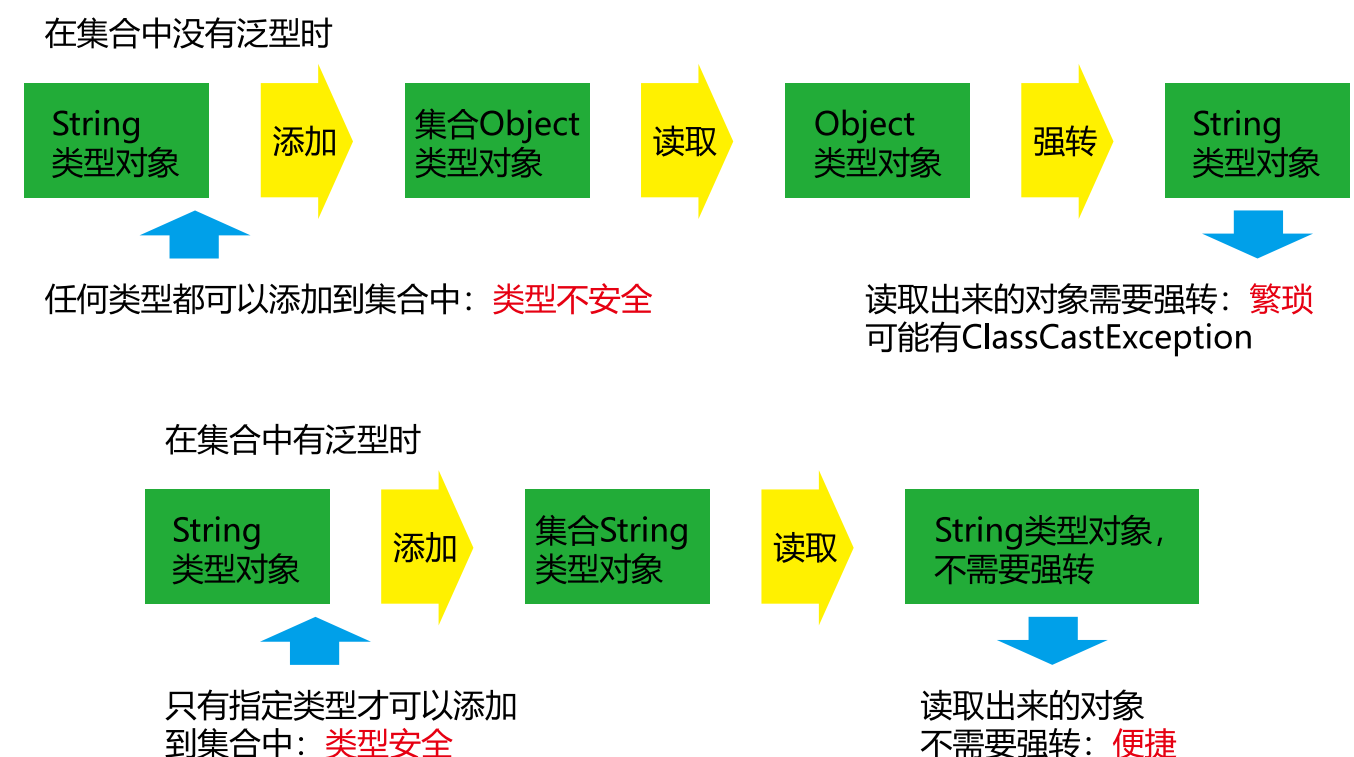 在集合中没有泛型时
String
类型对象
添加
集合Object
类型对象
读取
Object
类型对象
强转
String
类型对象
任何类型都可以添加到集合中：类型不安全
读取出来的对象需要强转：繁琐
可能有ClassCastException
在集合中有泛型时
String
类型对象
添加
集合String
类型对象
读取
String类型对象，
不需要强转
只有指定类型才可以添加
到集合中：类型安全
读取出来的对象
不需要强转：便捷